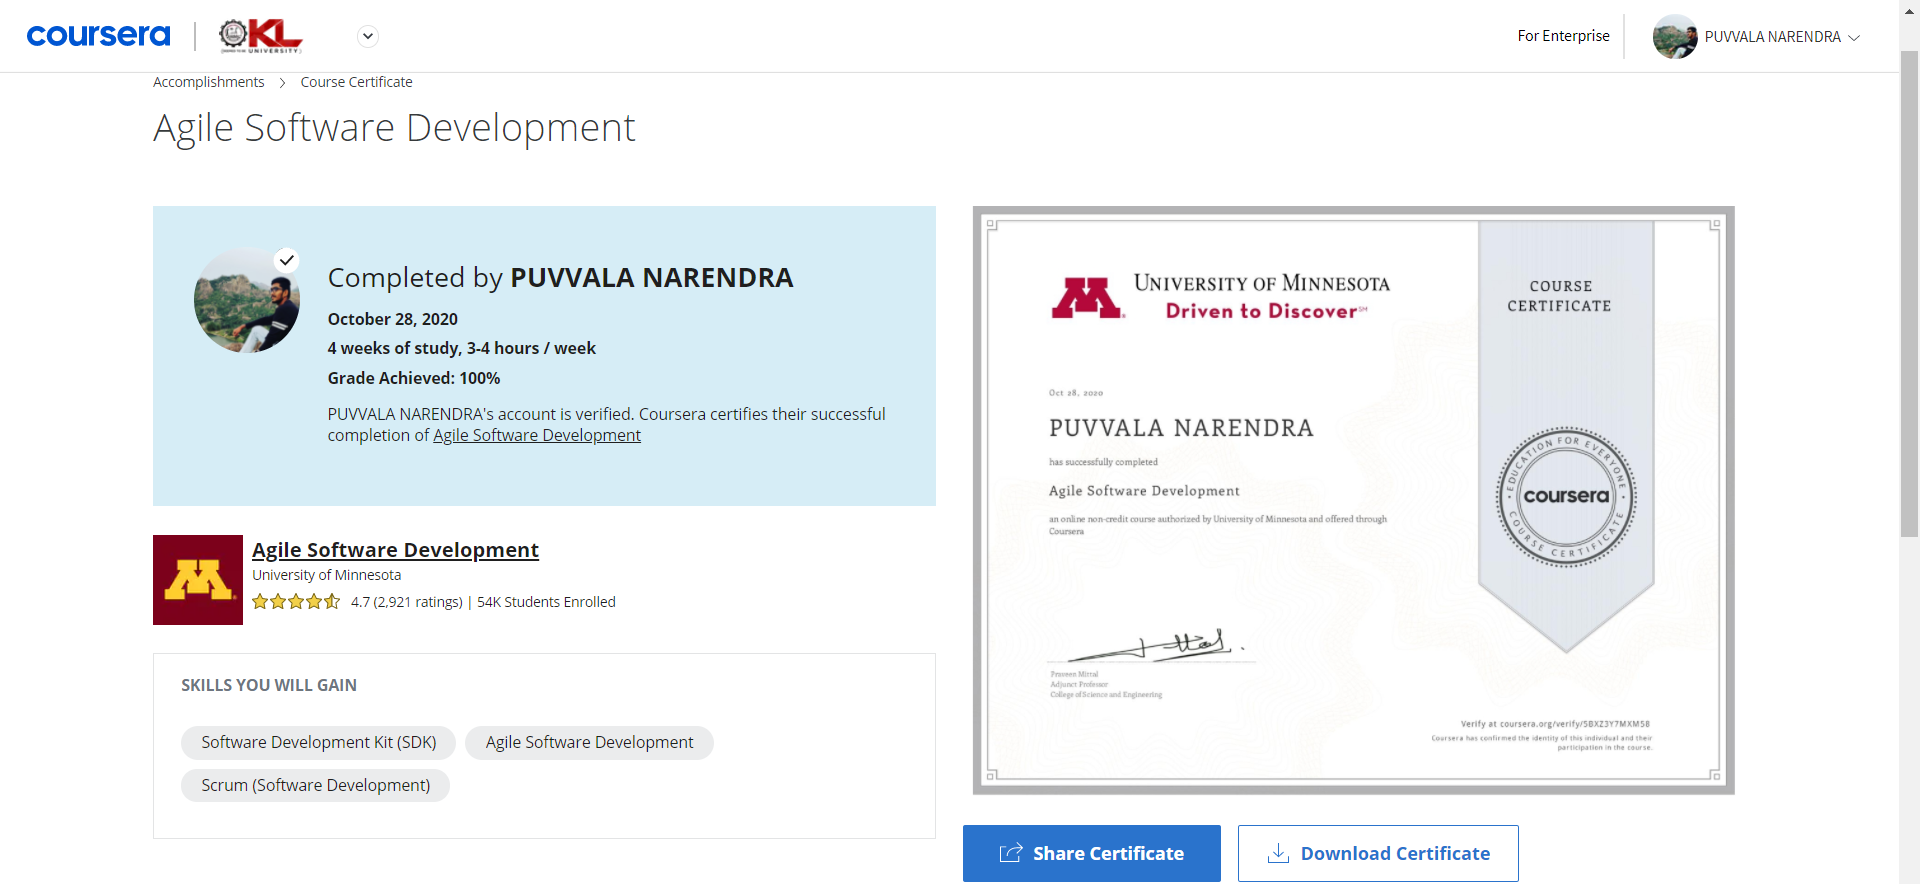 coursera
KL
UNIVERSITY
For Enterprise
PUVVALA NARENDRA
Accomplishments
Course Certificate
Agile Software Development
Completed by PUVVALA NARENDRA
October 28, 2020
4 weeks of study, 3-4 hours / week
Grade Achieved: 100%
PUVVALA NARENDRA's account is verified. Coursera certifies their successful
completion of Agile Software Development
Agile Software Development
University of Minnesota
4.7 (2,921 ratings) | 54K Students Enrolled
SKILLS YOU WILL GAIN
Software Development Kit (SDK)
Agile Software Development
Scrum (Software Development)
UNIVERSITY OF MINNESOTA
Driven to Discover℠
COURSE
CERTIFICATE
Oct 28, 2020
PUVVALA NARENDRA
has successfully completed
Agile Software Development
an online non-credit course authorized by University of Minnesota and offered through
Coursera
EDUCATION FOR EVERYONE
coursera
COURSE CERTIFICATE
Praveen Mittal
Adjunct Professor
College of Science and Engineering
Verify at coursera.org/verify/5BXZ3Y7MXM58
Coursera has confirmed the identity of this individual and their
participation in the course.
Share Certificate
Download Certificate